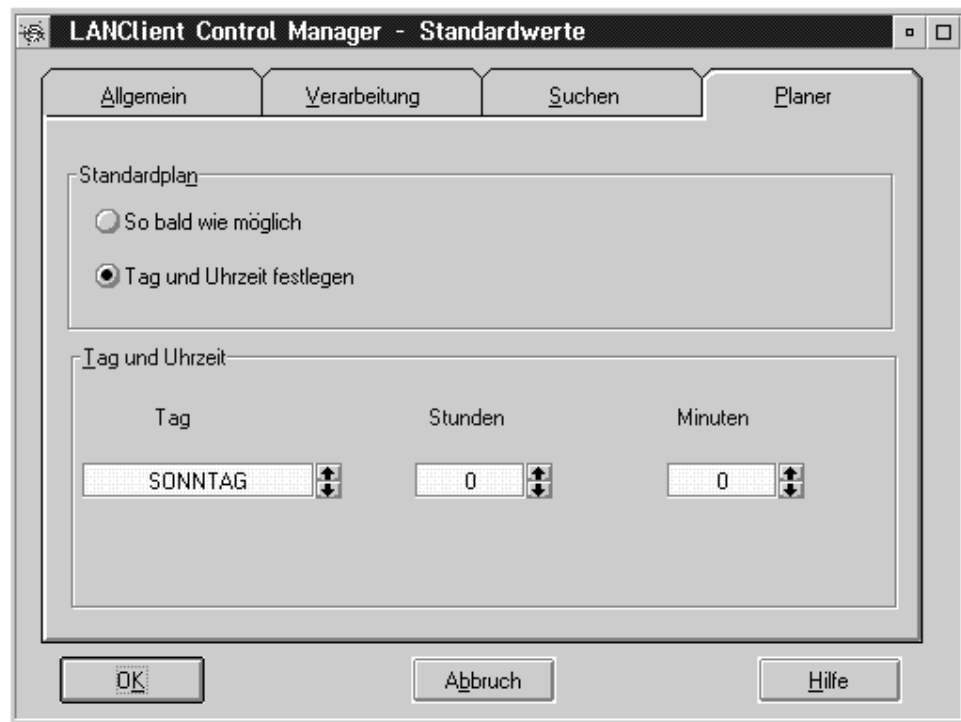 LANClient Control Manager - Standardwerte
Allgemein Verarbeitung Suchen Planer
Standardplan
So bald wie möglich
Tag und Uhrzeit festlegen
Tag und Uhrzeit
Tag Stunden Minuten
SONNTAG 0 0
OK Abbruch Hilfe